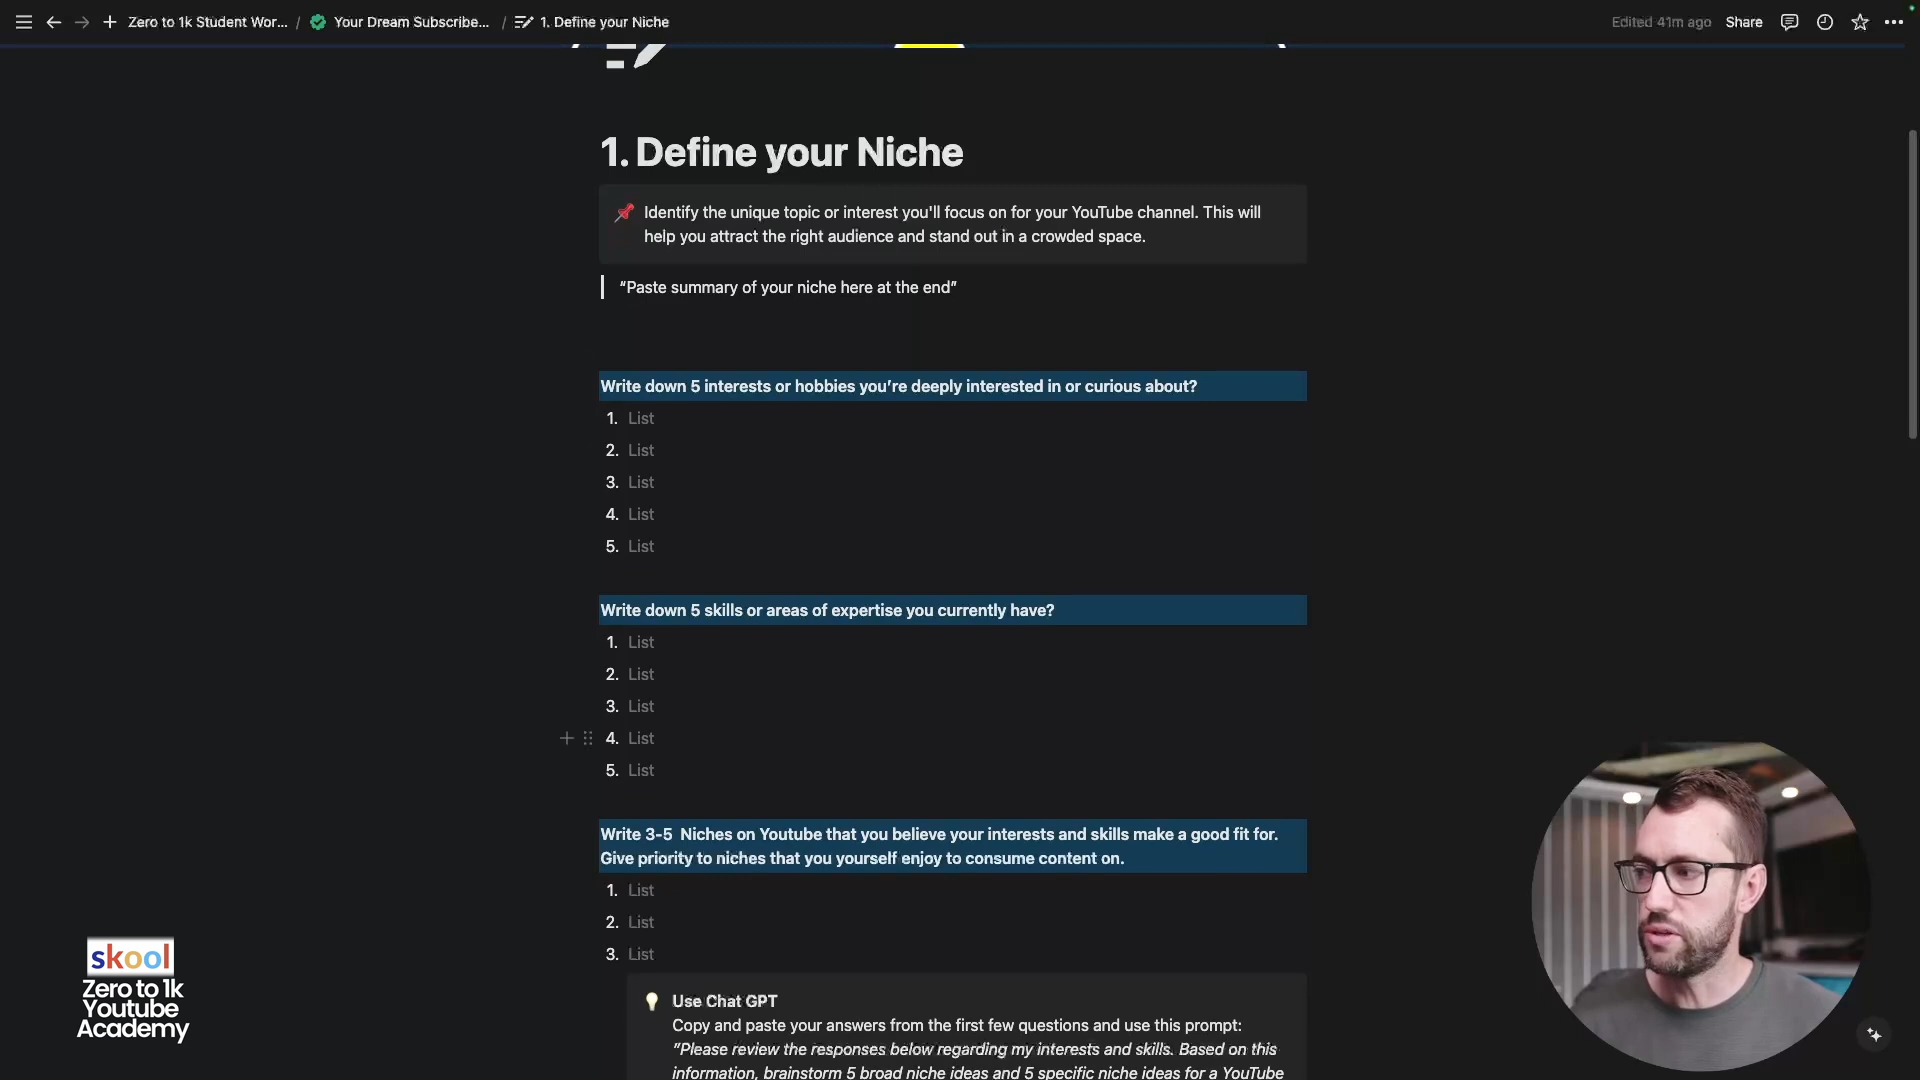 Zero to 1k Student Wor... / Your Dream Subscribe... / 1. Define your Niche
Edited 41m ago Share
1. Define your Niche
Identify the unique topic or interest you'll focus on for your YouTube channel. This will
help you attract the right audience and stand out in a crowded space.
“Paste summary of your niche here at the end”
Write down 5 interests or hobbies you’re deeply interested in or curious about?
1. List
2. List
3. List
4. List
5. List
Write down 5 skills or areas of expertise you currently have?
1. List
2. List
3. List
4. List
5. List
Write 3-5 Niches on Youtube that you believe your interests and skills make a good fit for.
Give priority to niches that you yourself enjoy to consume content on.
1. List
2. List
3. List
Use Chat GPT
Copy and paste your answers from the first few questions and use this prompt:
”Please review the responses below regarding my interests and skills. Based on this
information, brainstorm 5 broad niche ideas and 5 specific niche ideas for a YouTube
skool
Zero to 1k
Youtube
Academy